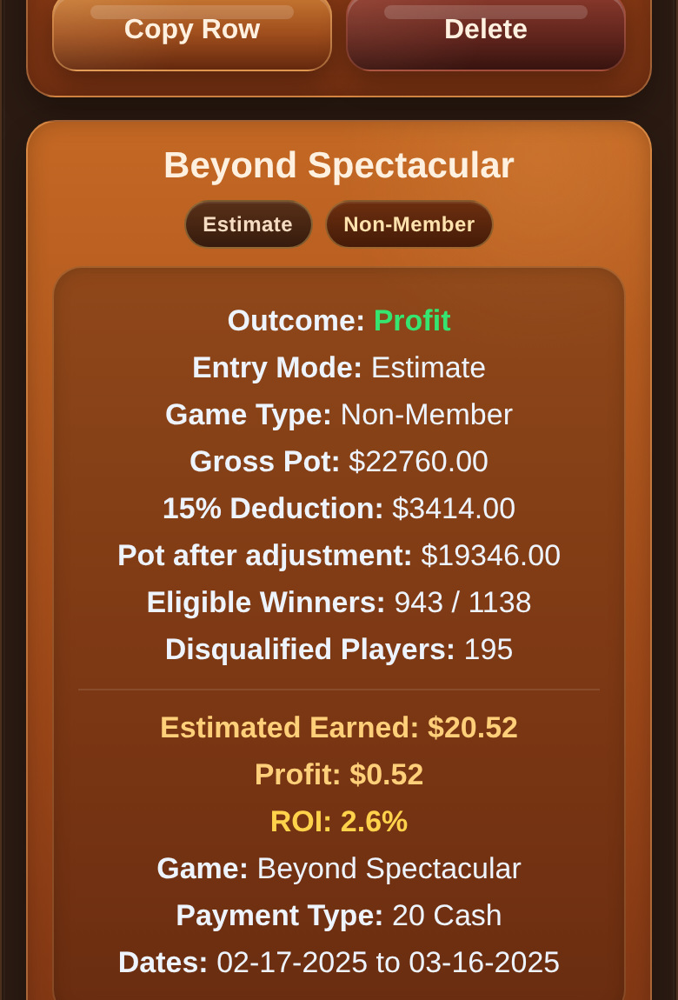 Copy Row
Delete
Beyond Spectacular
Estimate
Non-Member
Outcome: Profit
Entry Mode: Estimate
Game Type: Non-Member
Gross Pot: $22760.00
15% Deduction: $3414.00
Pot after adjustment: $19346.00
Eligible Winners: 943 / 1138
Disqualified Players: 195
Estimated Earned: $20.52
Profit: $0.52
ROI: 2.6%
Game: Beyond Spectacular
Payment Type: 20 Cash
Dates: 02-17-2025 to 03-16-2025